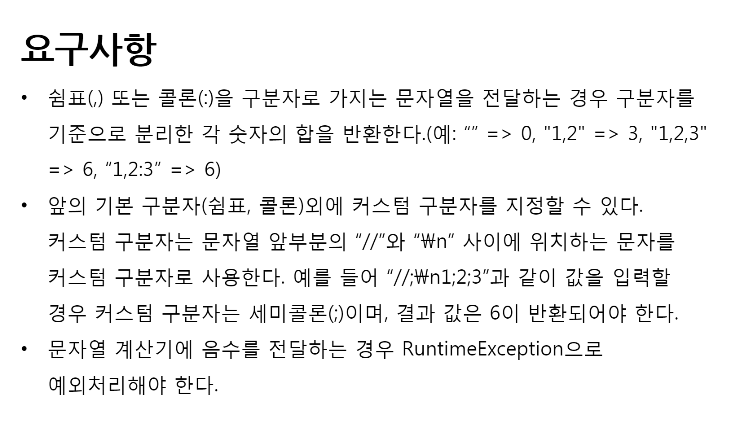 요구사항
• 쉼표(,) 또는 콜론(:)을 구분자로 가지는 문자열을 전달하는 경우 구분자를
기준으로 분리한 각 숫자의 합을 반환한다.(예: “” => 0, "1,2" => 3, "1,2,3"
=> 6, “1,2:3” => 6)
• 앞의 기본 구분자(쉼표, 콜론)외에 커스텀 구분자를 지정할 수 있다.
커스텀 구분자는 문자열 앞부분의 “//”와 “₩n” 사이에 위치하는 문자를
커스텀 구분자로 사용한다. 예를 들어 “//;₩n1;2;3”과 같이 값을 입력할
경우 커스텀 구분자는 세미콜론(;)이며, 결과 값은 6이 반환되어야 한다.
• 문자열 계산기에 음수를 전달하는 경우 RuntimeException으로
예외처리해야 한다.